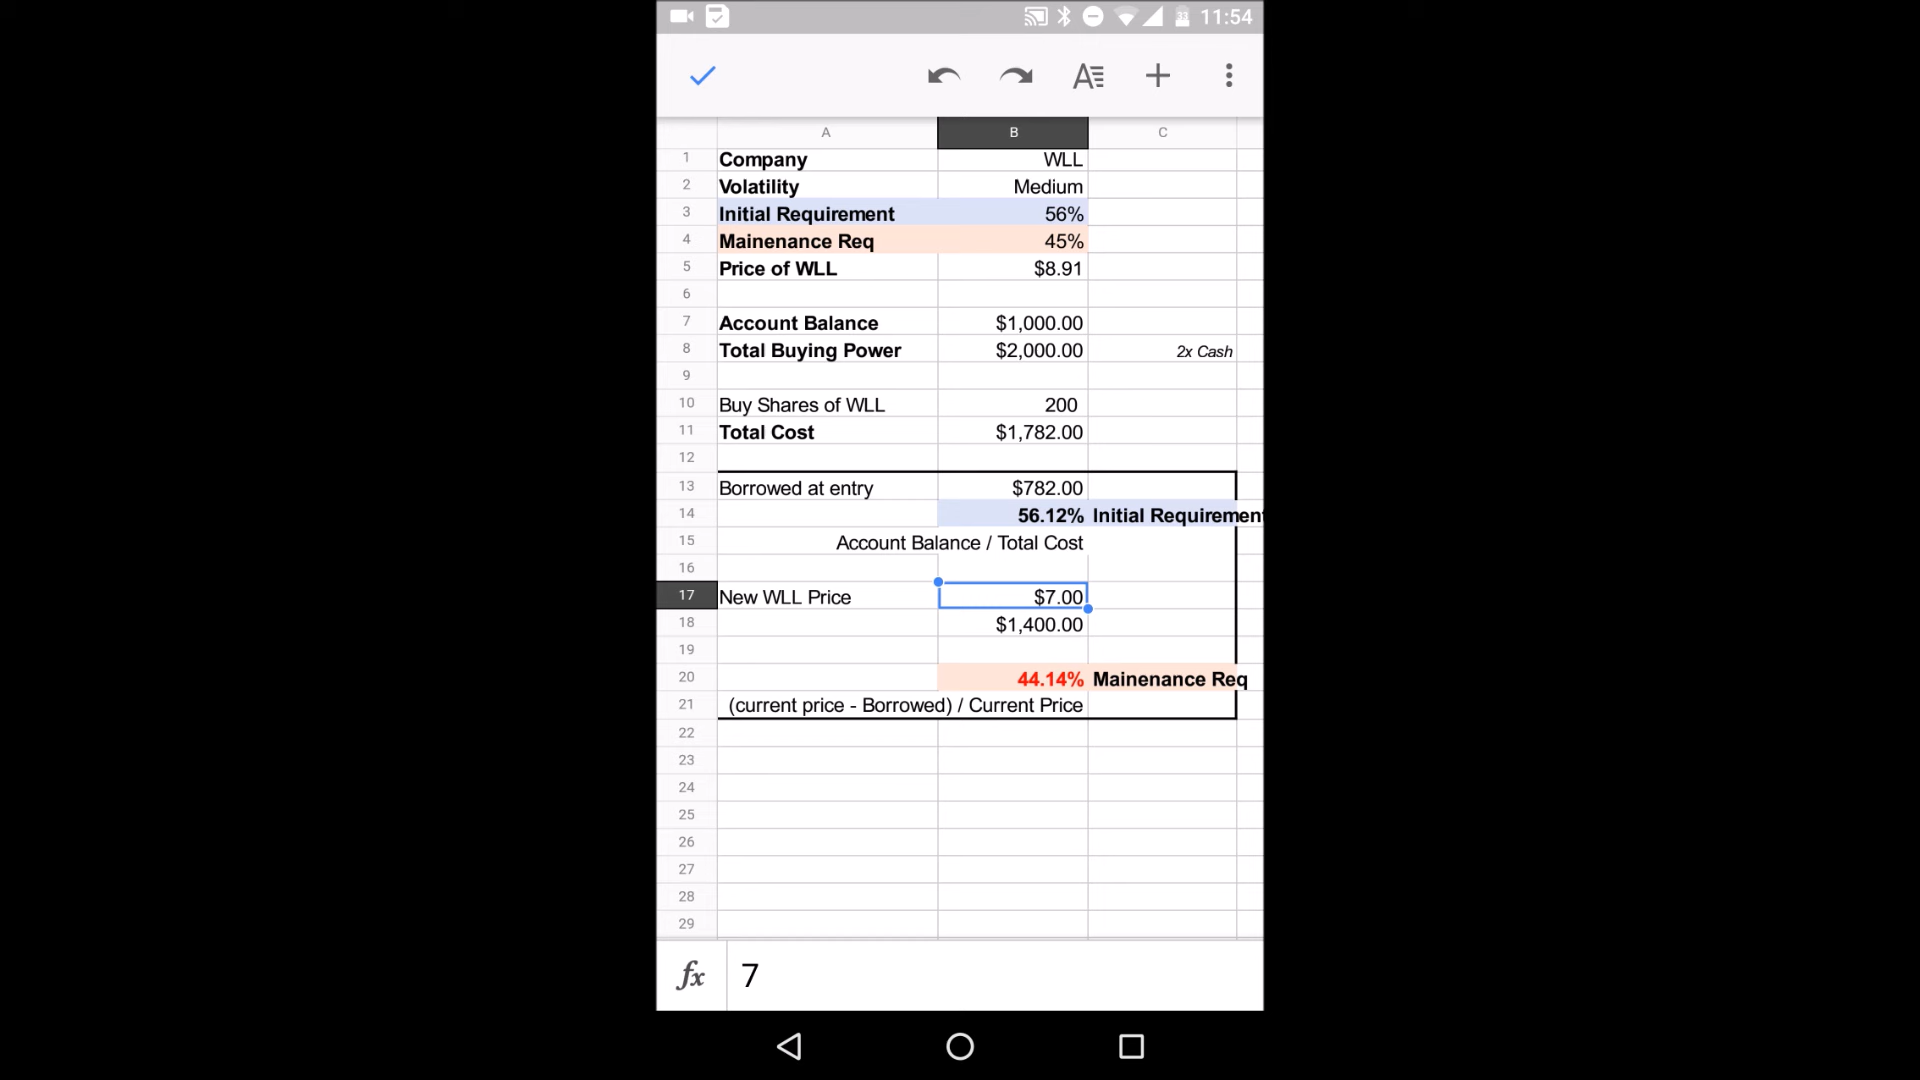 11:54
A B C
1 Company WLL
2 Volatility Medium
3 Initial Requirement 56%
4 Mainenance Req 45%
5 Price of WLL $8.91
6
7 Account Balance $1,000.00
8 Total Buying Power $2,000.00 2x Cash
9
10 Buy Shares of WLL 200
11 Total Cost $1,782.00
12
13 Borrowed at entry $782.00
14 56.12% Initial Requirement
15 Account Balance / Total Cost
16
17 New WLL Price $7.00
18 $1,400.00
19
20 44.14% Mainenance Req
21 (current price - Borrowed) / Current Price
22
23
24
25
26
27
28
29
fx 7